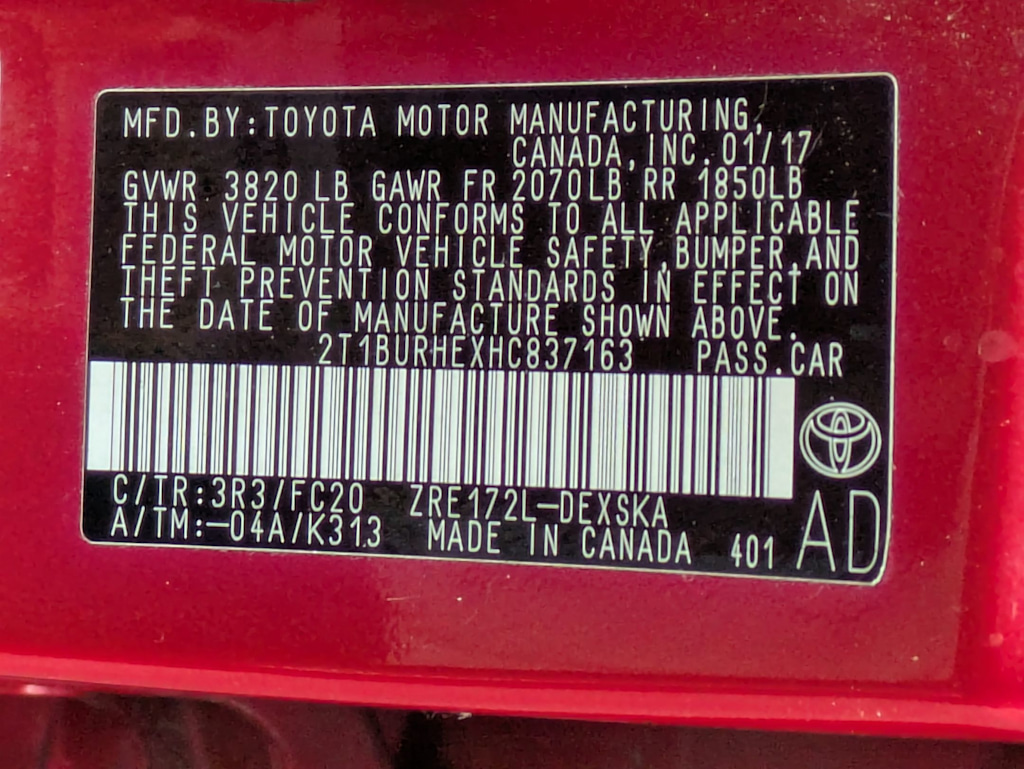 MFD.BY:TOYOTA MOTOR MANUFACTURING,
CANADA,INC.01/17
GVWR 3820 LB GAWR FR 2070LB RR 1850LB
THIS VEHICLE CONFORMS TO ALL APPLICABLE
FEDERAL MOTOR VEHICLE SAFETY,BUMPER,AND
THEFT PREVENTION STANDARDS IN EFFECT ON
THE DATE OF MANUFACTURE SHOWN ABOVE.
2T1BURHEXHC837163 PASS.CAR
C/TR:3R3/FC20 ZRE172L-DEXSKA
A/TM:-04A/K313 MADE IN CANADA 401 AD